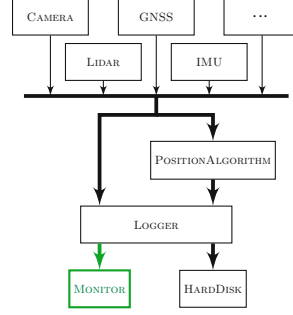 CAMERA GNSS ...
LIDAR IMU
POSITIONALGORITHM
LOGGER
MONITOR HARDDISK